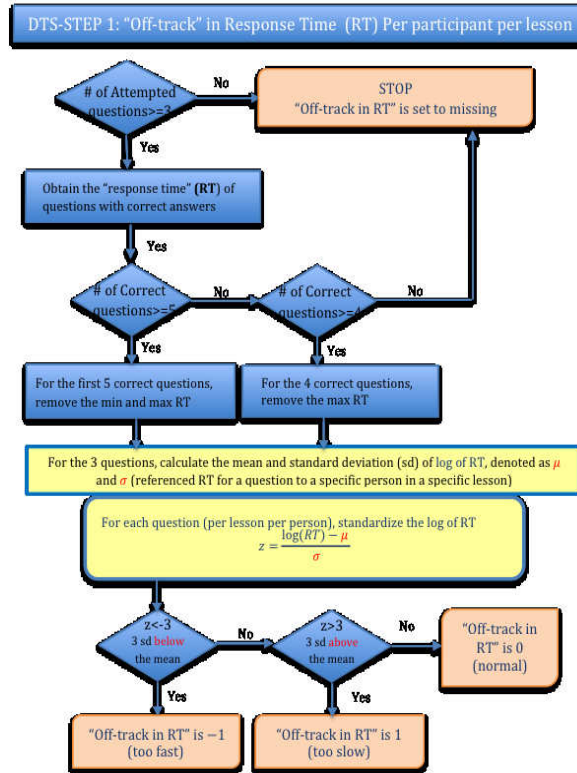 DTS-STEP 1: “Off-track” in Response Time (RT) Per participant per lesson
# of Attempted
questions>=3
No
STOP
“Off-track in RT” is set to missing
Yes
Obtain the “response time” (RT) of
questions with correct answers
Yes
# of Correct
questions>=5
No
# of Correct
questions>=4
No
Yes
Yes
For the first 5 correct questions,
remove the min and max RT
For the 4 correct questions,
remove the max RT
For the 3 questions, calculate the mean and standard deviation (sd) of log of RT, denoted as μ
and σ (referenced RT for a question to a specific person in a specific lesson)
For each question (per lesson per person), standardize the log of RT
z = (log(RT) − μ) / σ
z<-3
3 sd below
the mean
No
z>3
3 sd above
the mean
No
“Off-track in
RT” is 0
(normal)
Yes
Yes
“Off-track in RT” is −1
(too fast)
“Off-track in RT” is 1
(too slow)